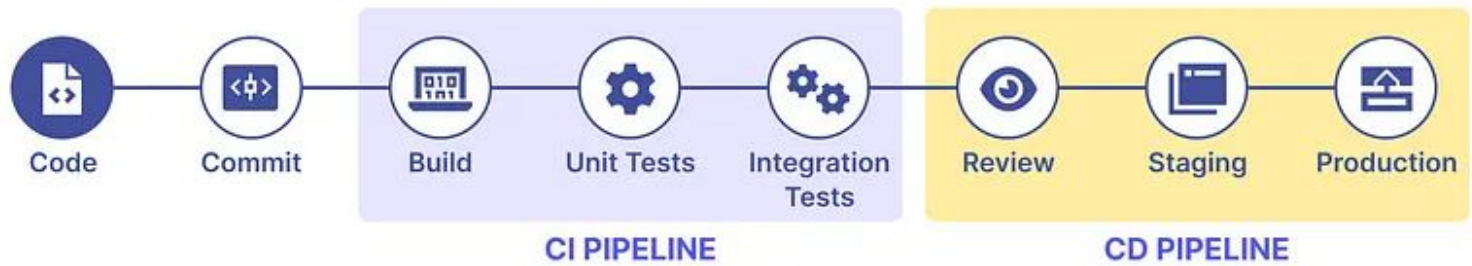 Code
Commit
Build
Unit Tests
Integration
Tests
Review
Staging
Production
CI PIPELINE
CD PIPELINE